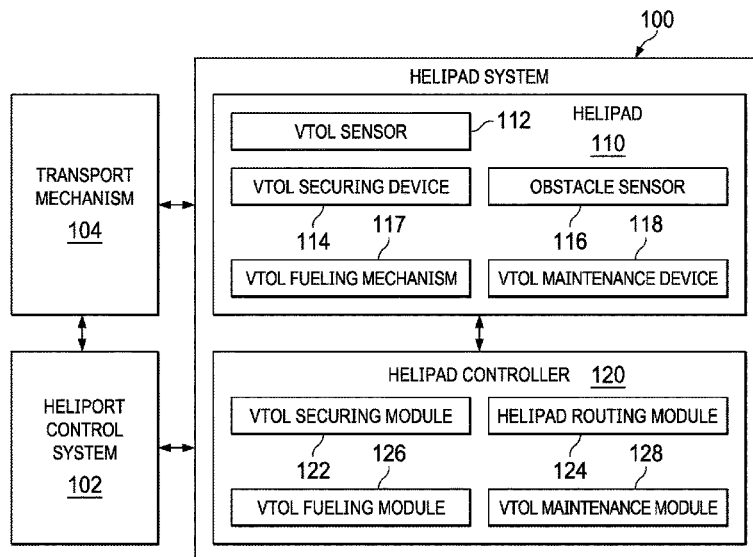 100
HELIPAD SYSTEM
TRANSPORT
MECHANISM
104
HELIPORT
CONTROL
SYSTEM
102
HELIPAD
110
VTOL SENSOR
112
VTOL SECURING DEVICE
114
OBSTACLE SENSOR
116
117
VTOL FUELING MECHANISM
118
VTOL MAINTENANCE DEVICE
HELIPAD CONTROLLER 120
VTOL SECURING MODULE
122
HELIPAD ROUTING MODULE
124
126
VTOL FUELING MODULE
128
VTOL MAINTENANCE MODULE